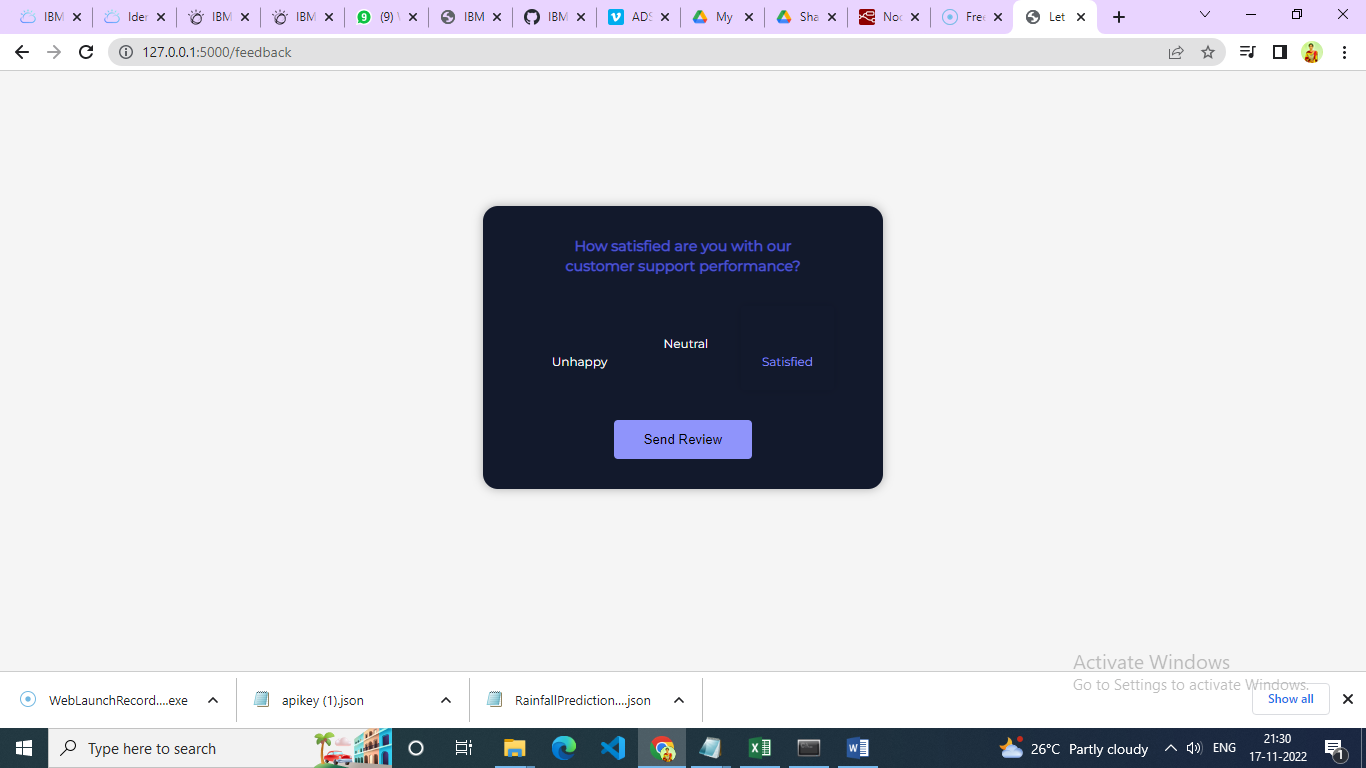 IBM
Ider
IBM
IBM
(9)
IBM
IBM
ADS
My
Sha
Noc
Free
Let
127.0.0.1:5000/feedback
How satisfied are you with our
customer support performance?
Neutral
Unhappy
Satisfied
Send Review
Activate Windows
Go to Settings to activate Windows.
WebLaunchRecord....exe
apikey (1).json
RainfallPrediction....json
Show all
Type here to search
26°C Partly cloudy
ENG
21:30
17-11-2022
1